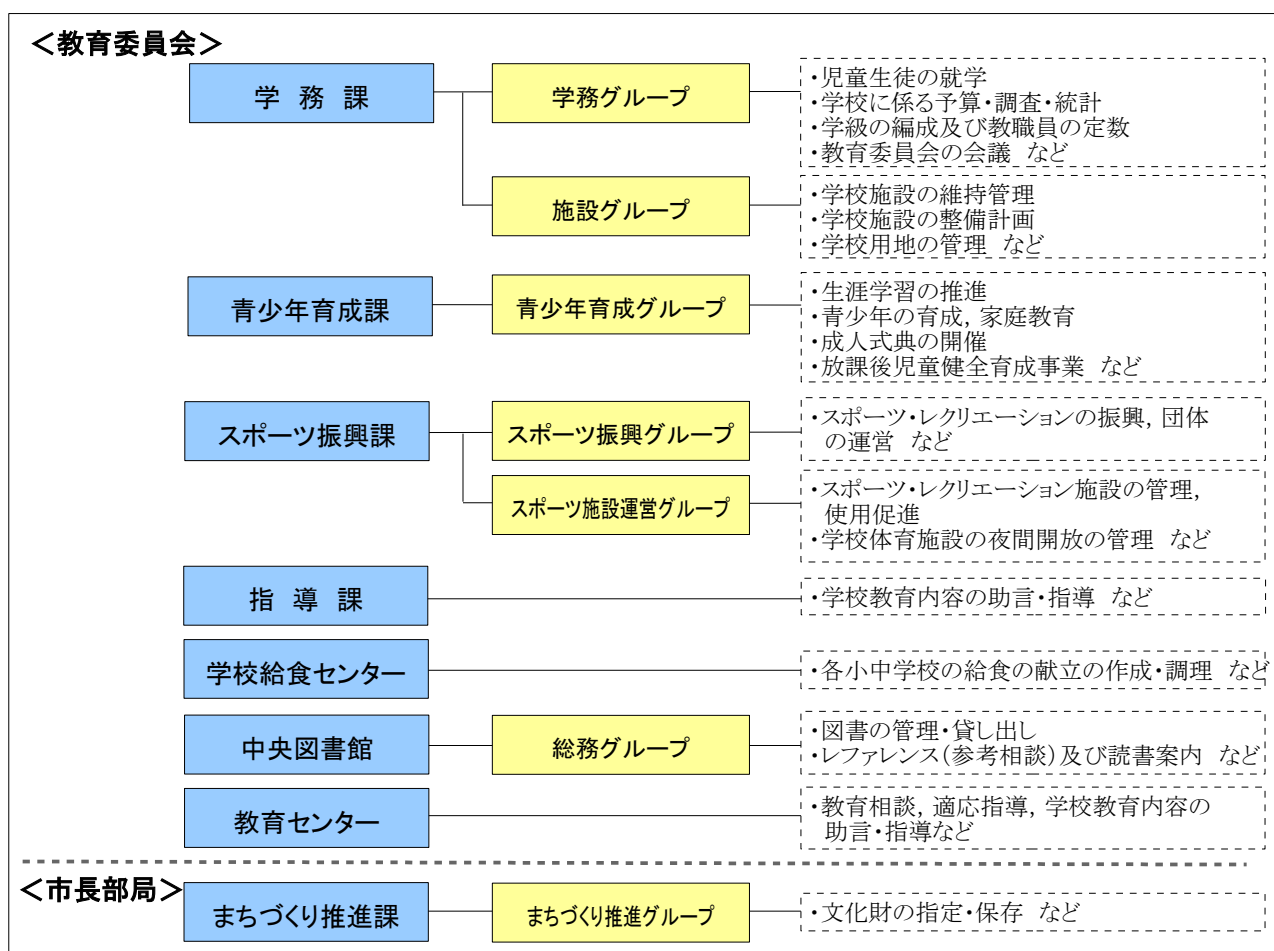 ＜教育委員会＞
学 務 課
学務グループ
・児童生徒の就学
・学校に係る予算・調査・統計
・学級の編成及び教職員の定数
・教育委員会の会議 など
施設グループ
・学校施設の維持管理
・学校施設の整備計画
・学校用地の管理 など
青少年育成課
青少年育成グループ
・生涯学習の推進
・青少年の育成, 家庭教育
・成人式典の開催
・放課後児童健全育成事業 など
スポーツ振興課
スポーツ振興グループ
・スポーツ・レクリエーションの振興, 団体
の運営 など
スポーツ施設運営グループ
・スポーツ・レクリエーション施設の管理,
使用促進
・学校体育施設の夜間開放の管理 など
指 導 課
・学校教育内容の助言・指導 など
学校給食センター
・各小中学校の給食の献立の作成・調理 など
中央図書館
総務グループ
・図書の管理・貸し出し
・レファレンス(参考相談)及び読書案内 など
教育センター
・教育相談, 適応指導, 学校教育内容の
助言・指導など
＜市長部局＞
まちづくり推進課
まちづくり推進グループ
・文化財の指定・保存 など